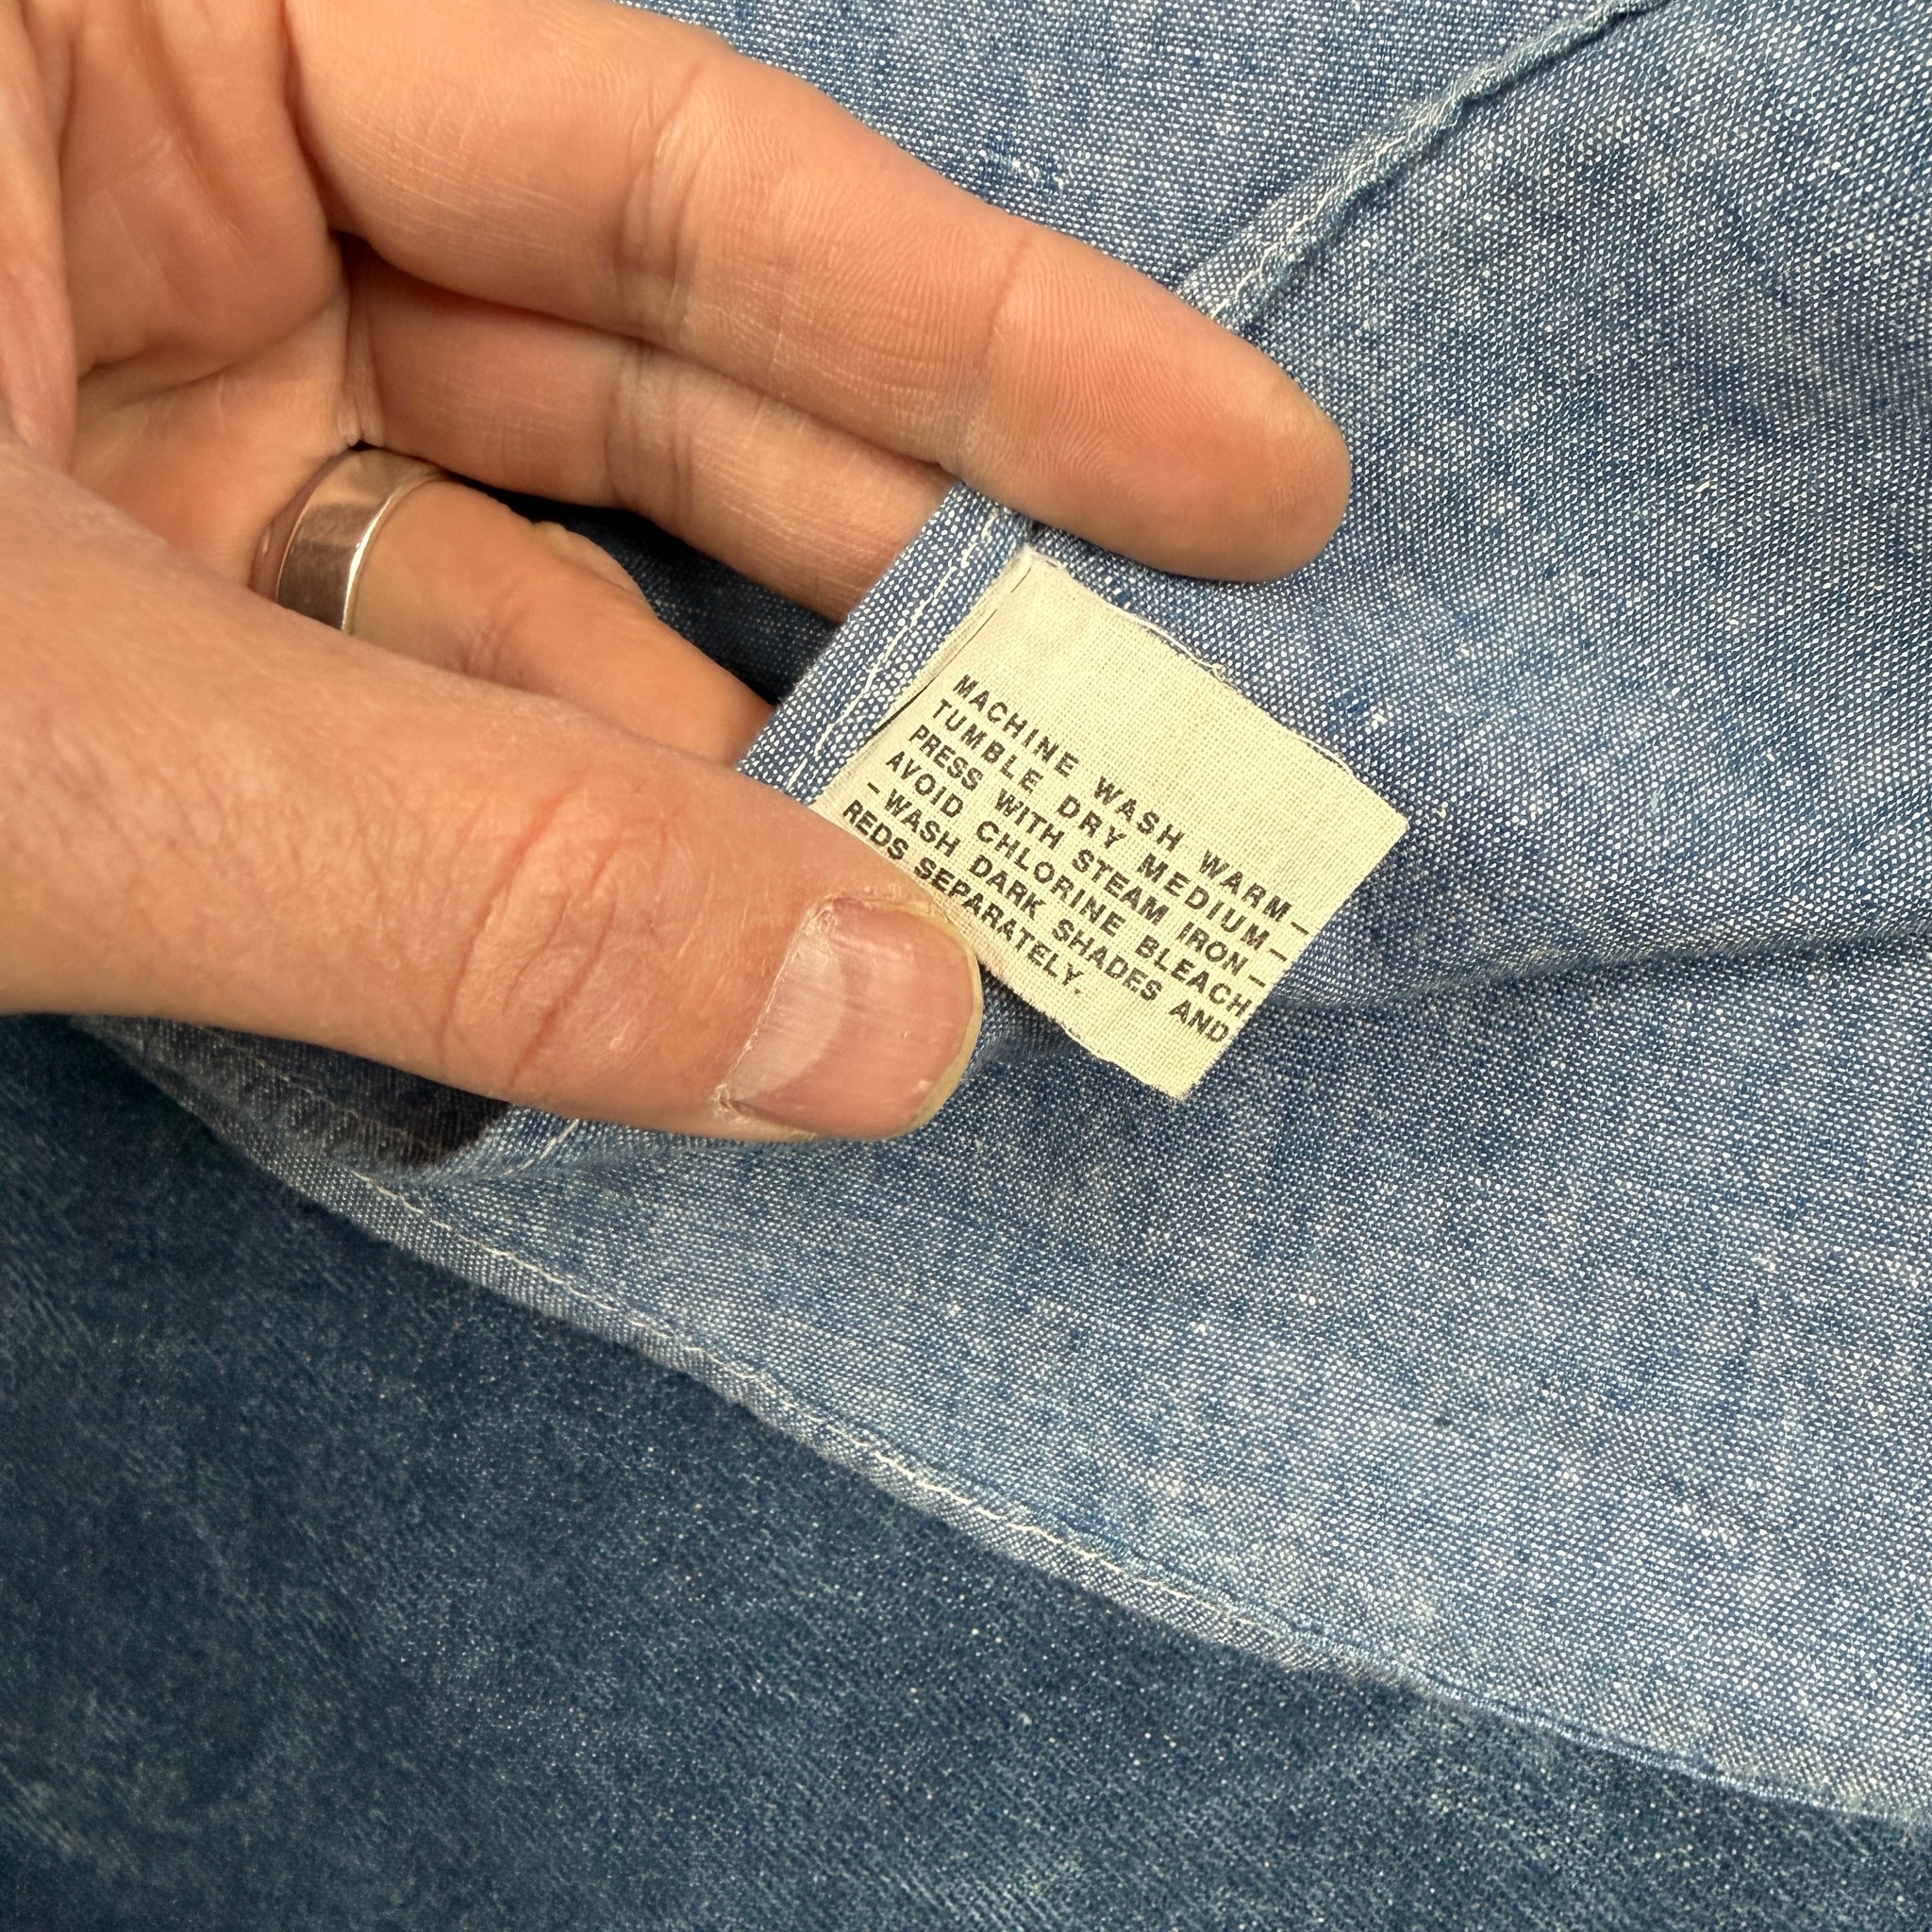 MACHINE WASH WARM–
TUMBLE DRY MEDIUM–
PRESS WITH STEAM IRON–
AVOID CHLORINE BLEACH
–WASH DARK SHADES AND
REDS SEPARATELY.